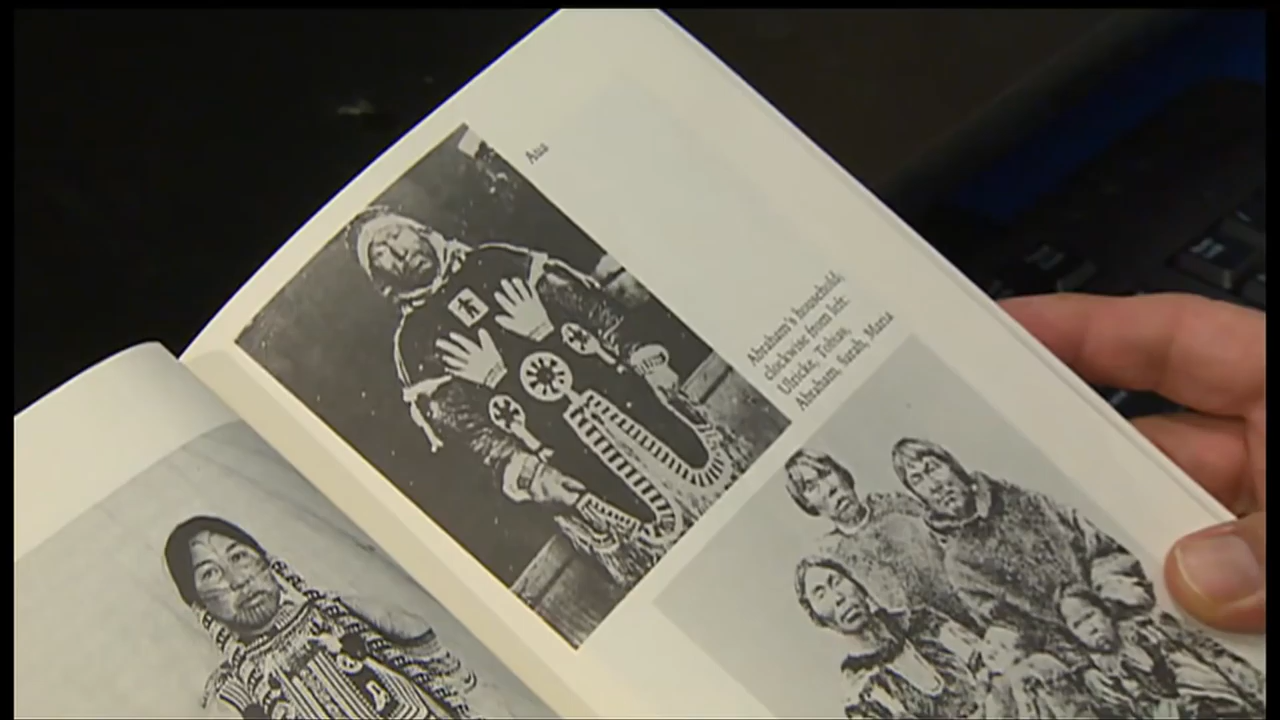 Aua
Abraham's household,
clockwise from left:
Ulricke, Tobias,
Abraham, Sarah, Maria